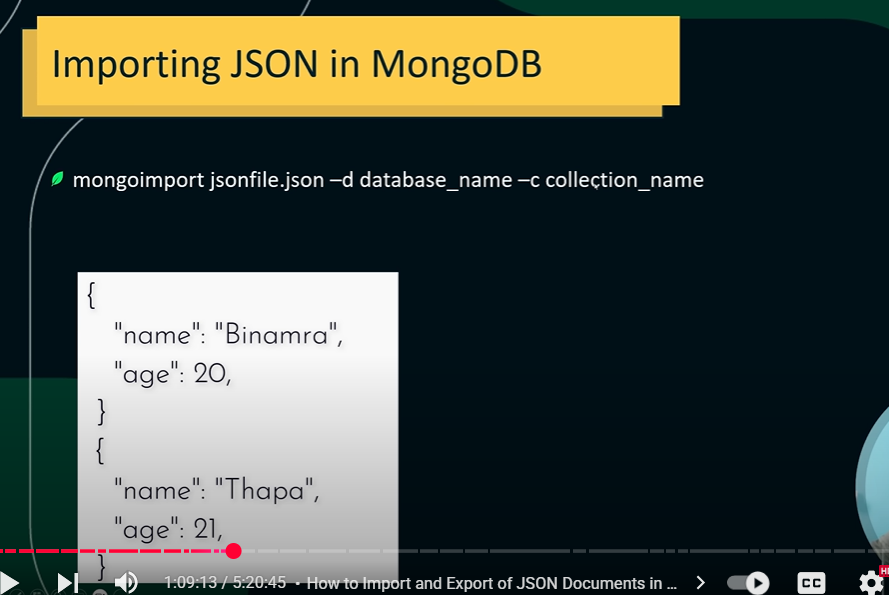 Importing JSON in MongoDB
mongoimport jsonfile.json –d database_name –c collection_name
{
"name": "Binamra",
"age": 20,
}
{
"name": "Thapa",
"age": 21,
}
1:09:13 / 5:20:45 • How to Import and Export of JSON Documents in ...
CC